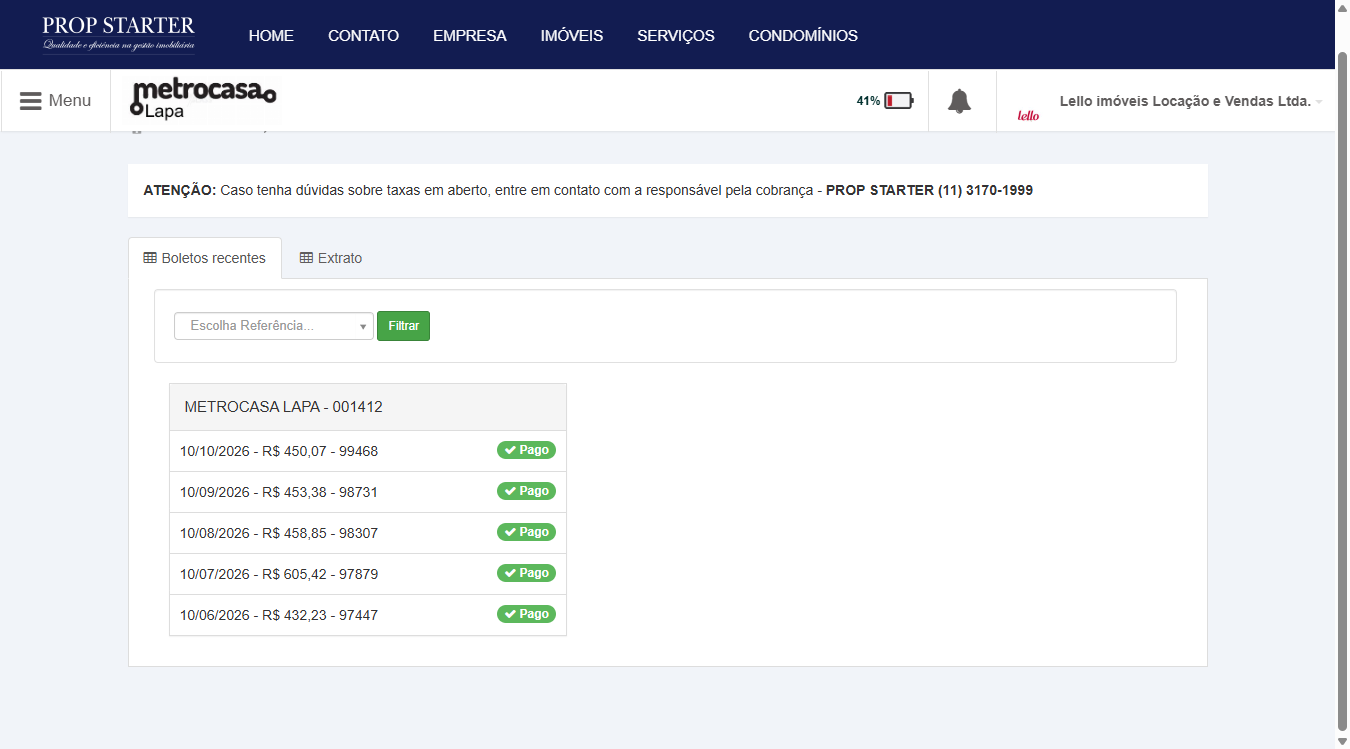 PROP STARTER
Qualidade e eficiência na gestão imobiliária
HOME CONTATO EMPRESA IMÓVEIS SERVIÇOS CONDOMÍNIOS
Menu
metrocasa
Lapa
41%
lello
Lello imóveis Locação e Vendas Ltda.
ATENÇÃO: Caso tenha dúvidas sobre taxas em aberto, entre em contato com a responsável pela cobrança - PROP STARTER (11) 3170-1999
Boletos recentes Extrato
Escolha Referência... Filtrar
METROCASA LAPA - 001412
10/10/2026 - R$ 450,07 - 99468 Pago
10/09/2026 - R$ 453,38 - 98731 Pago
10/08/2026 - R$ 458,85 - 98307 Pago
10/07/2026 - R$ 605,42 - 97879 Pago
10/06/2026 - R$ 432,23 - 97447 Pago